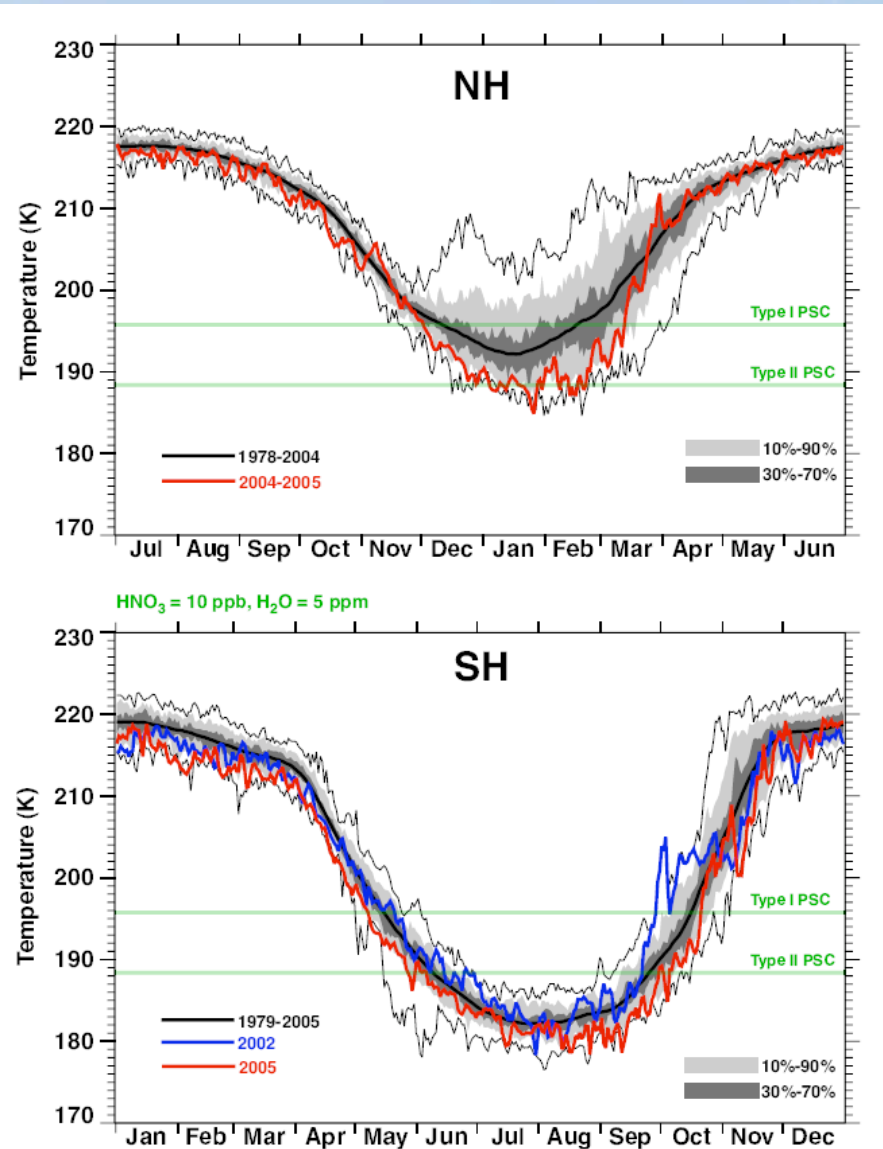 NH
230
220
210
200
190
180
170
Temperature (K)
Type I PSC
Type II PSC
1978-2004
2004-2005
10%-90%
30%-70%
Jul Aug Sep Oct Nov Dec Jan Feb Mar Apr May Jun
HNO₃ = 10 ppb, H₂O = 5 ppm
SH
230
220
210
200
190
180
170
Temperature (K)
Type I PSC
Type II PSC
1979-2005
2002
2005
10%-90%
30%-70%
Jan Feb Mar Apr May Jun Jul Aug Sep Oct Nov Dec